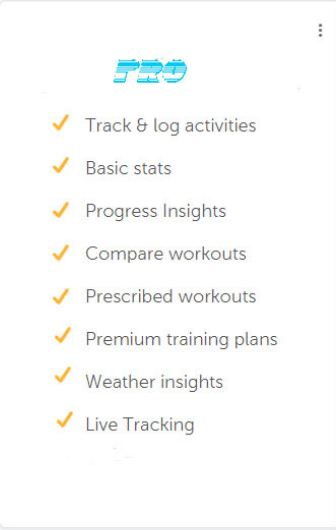 PRO
Track & log activities
Basic stats
Progress Insights
Compare workouts
Prescribed workouts
Premium training plans
Weather insights
Live Tracking